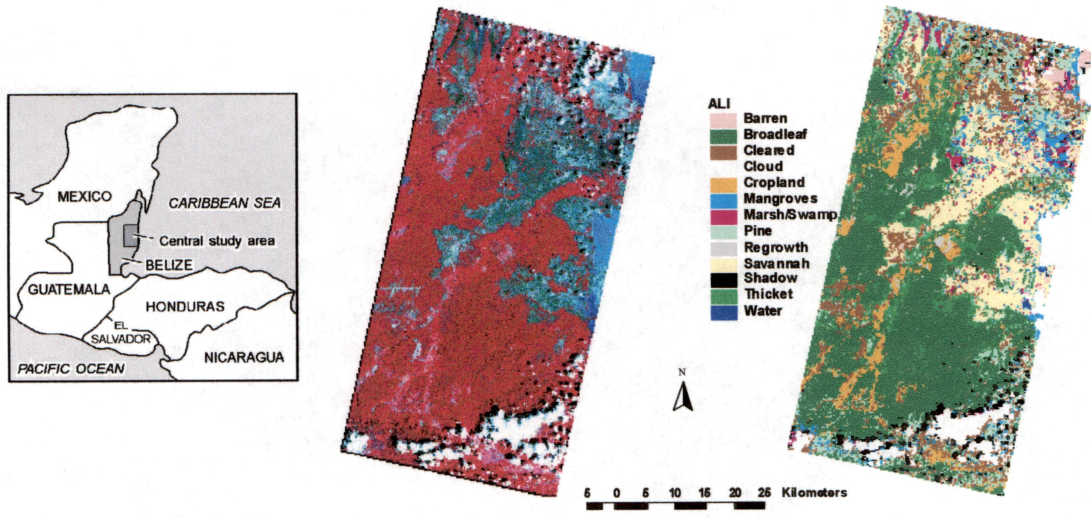 MEXICO
CARIBBEAN SEA
Central study area
BELIZE
GUATEMALA
HONDURAS
EL
SALVADOR
NICARAGUA
PACIFIC OCEAN
ALI
Barren
Broadleaf
Cleared
Cloud
Cropland
Mangroves
Marsh/Swamp
Pine
Regrowth
Savannah
Shadow
Thicket
Water
N
5 0 5 10 15 20 25 Kilometers